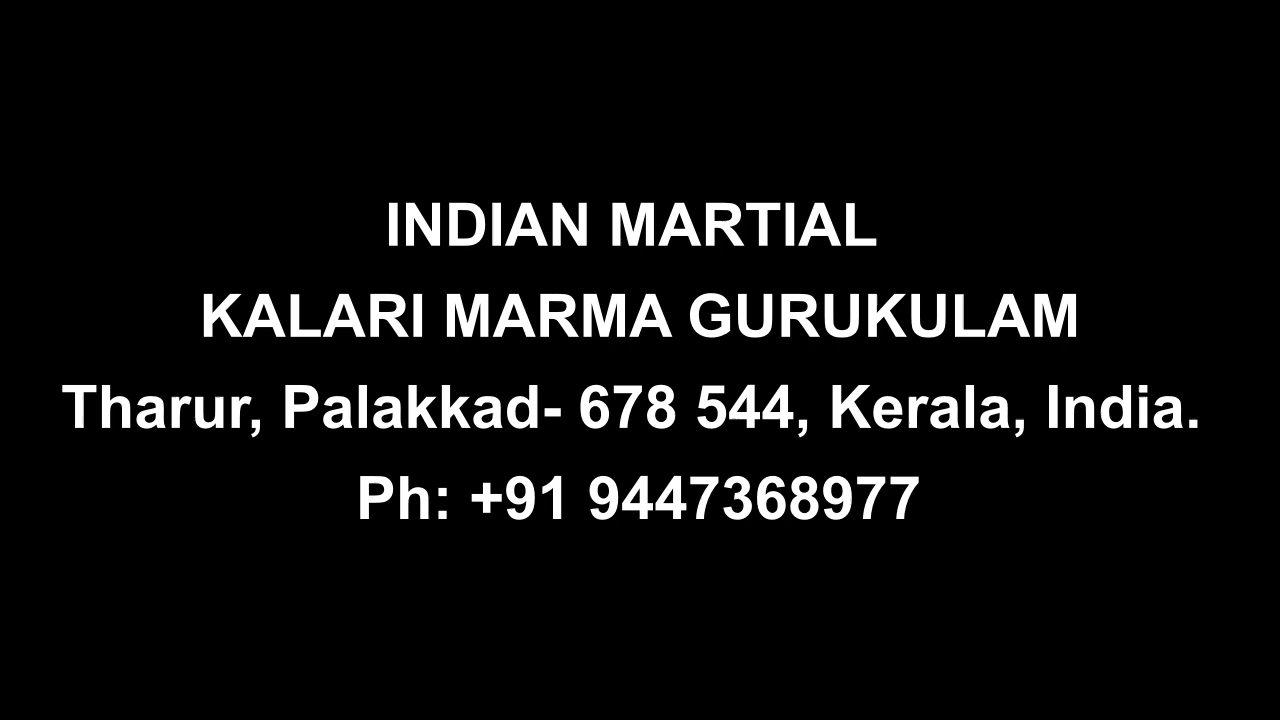 INDIAN MARTIAL
KALARI MARMA GURUKULAM
Tharur, Palakkad- 678 544, Kerala, India.
Ph: +91 9447368977